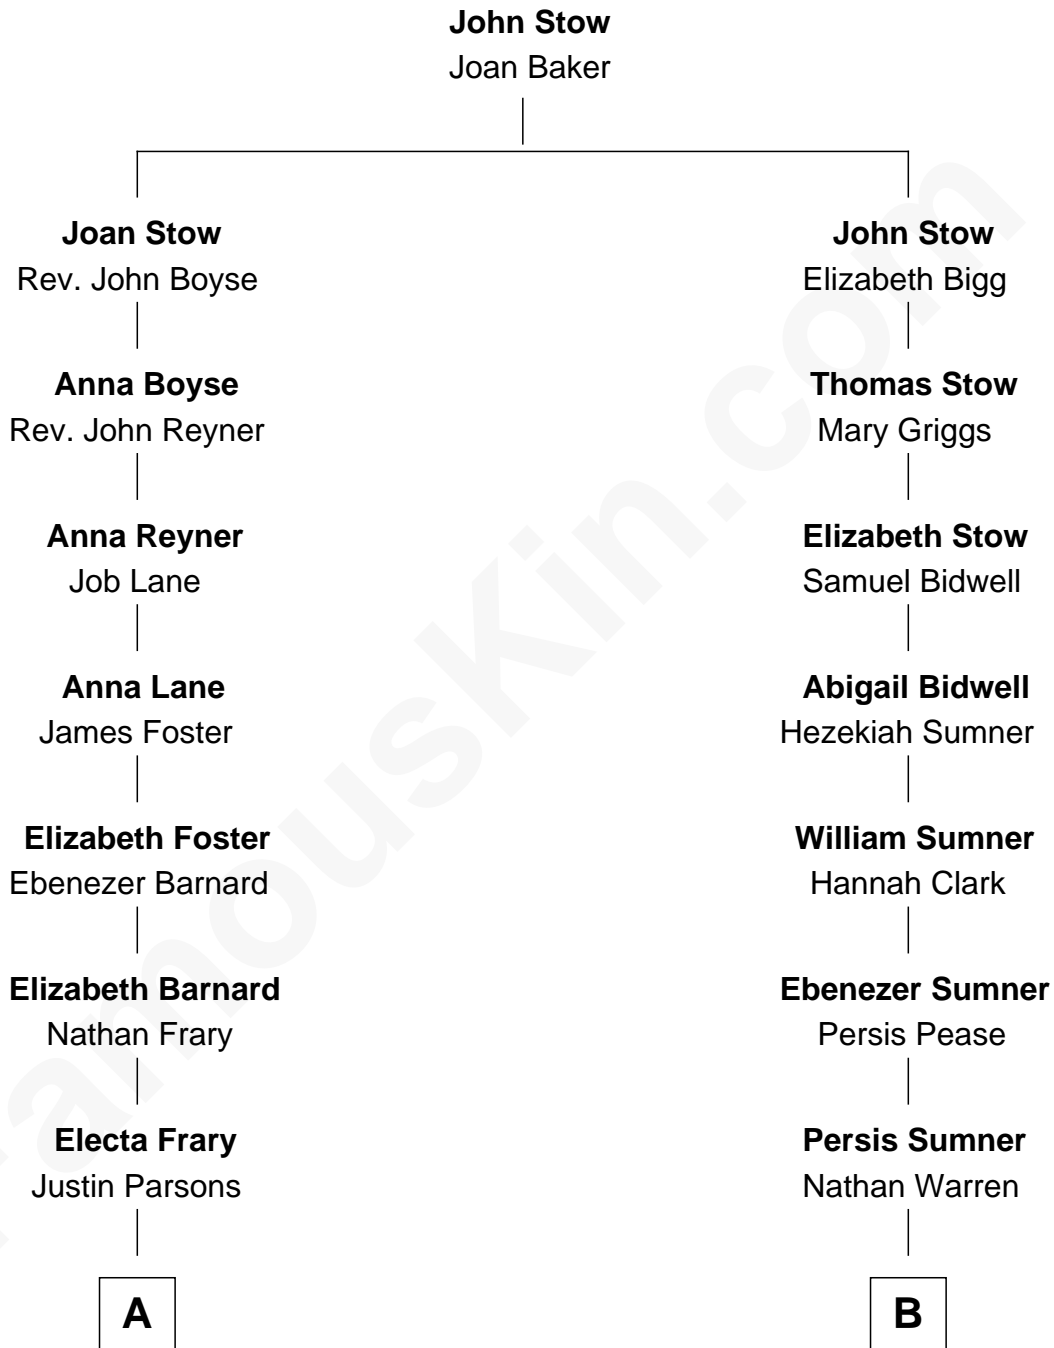 John Stow
Joan Baker
Joan Stow
Rev. John Boyse
Anna Boyse
Rev. John Reyner
Anna Reyner
Job Lane
Anna Lane
James Foster
Elizabeth Foster
Ebenezer Barnard
Elizabeth Barnard
Nathan Frary
Electa Frary
Justin Parsons
A
John Stow
Elizabeth Bigg
Thomas Stow
Mary Griggs
Elizabeth Stow
Samuel Bidwell
Abigail Bidwell
Hezekiah Sumner
William Sumner
Hannah Clark
Ebenezer Sumner
Persis Pease
Persis Sumner
Nathan Warren
B
FamousKin.com